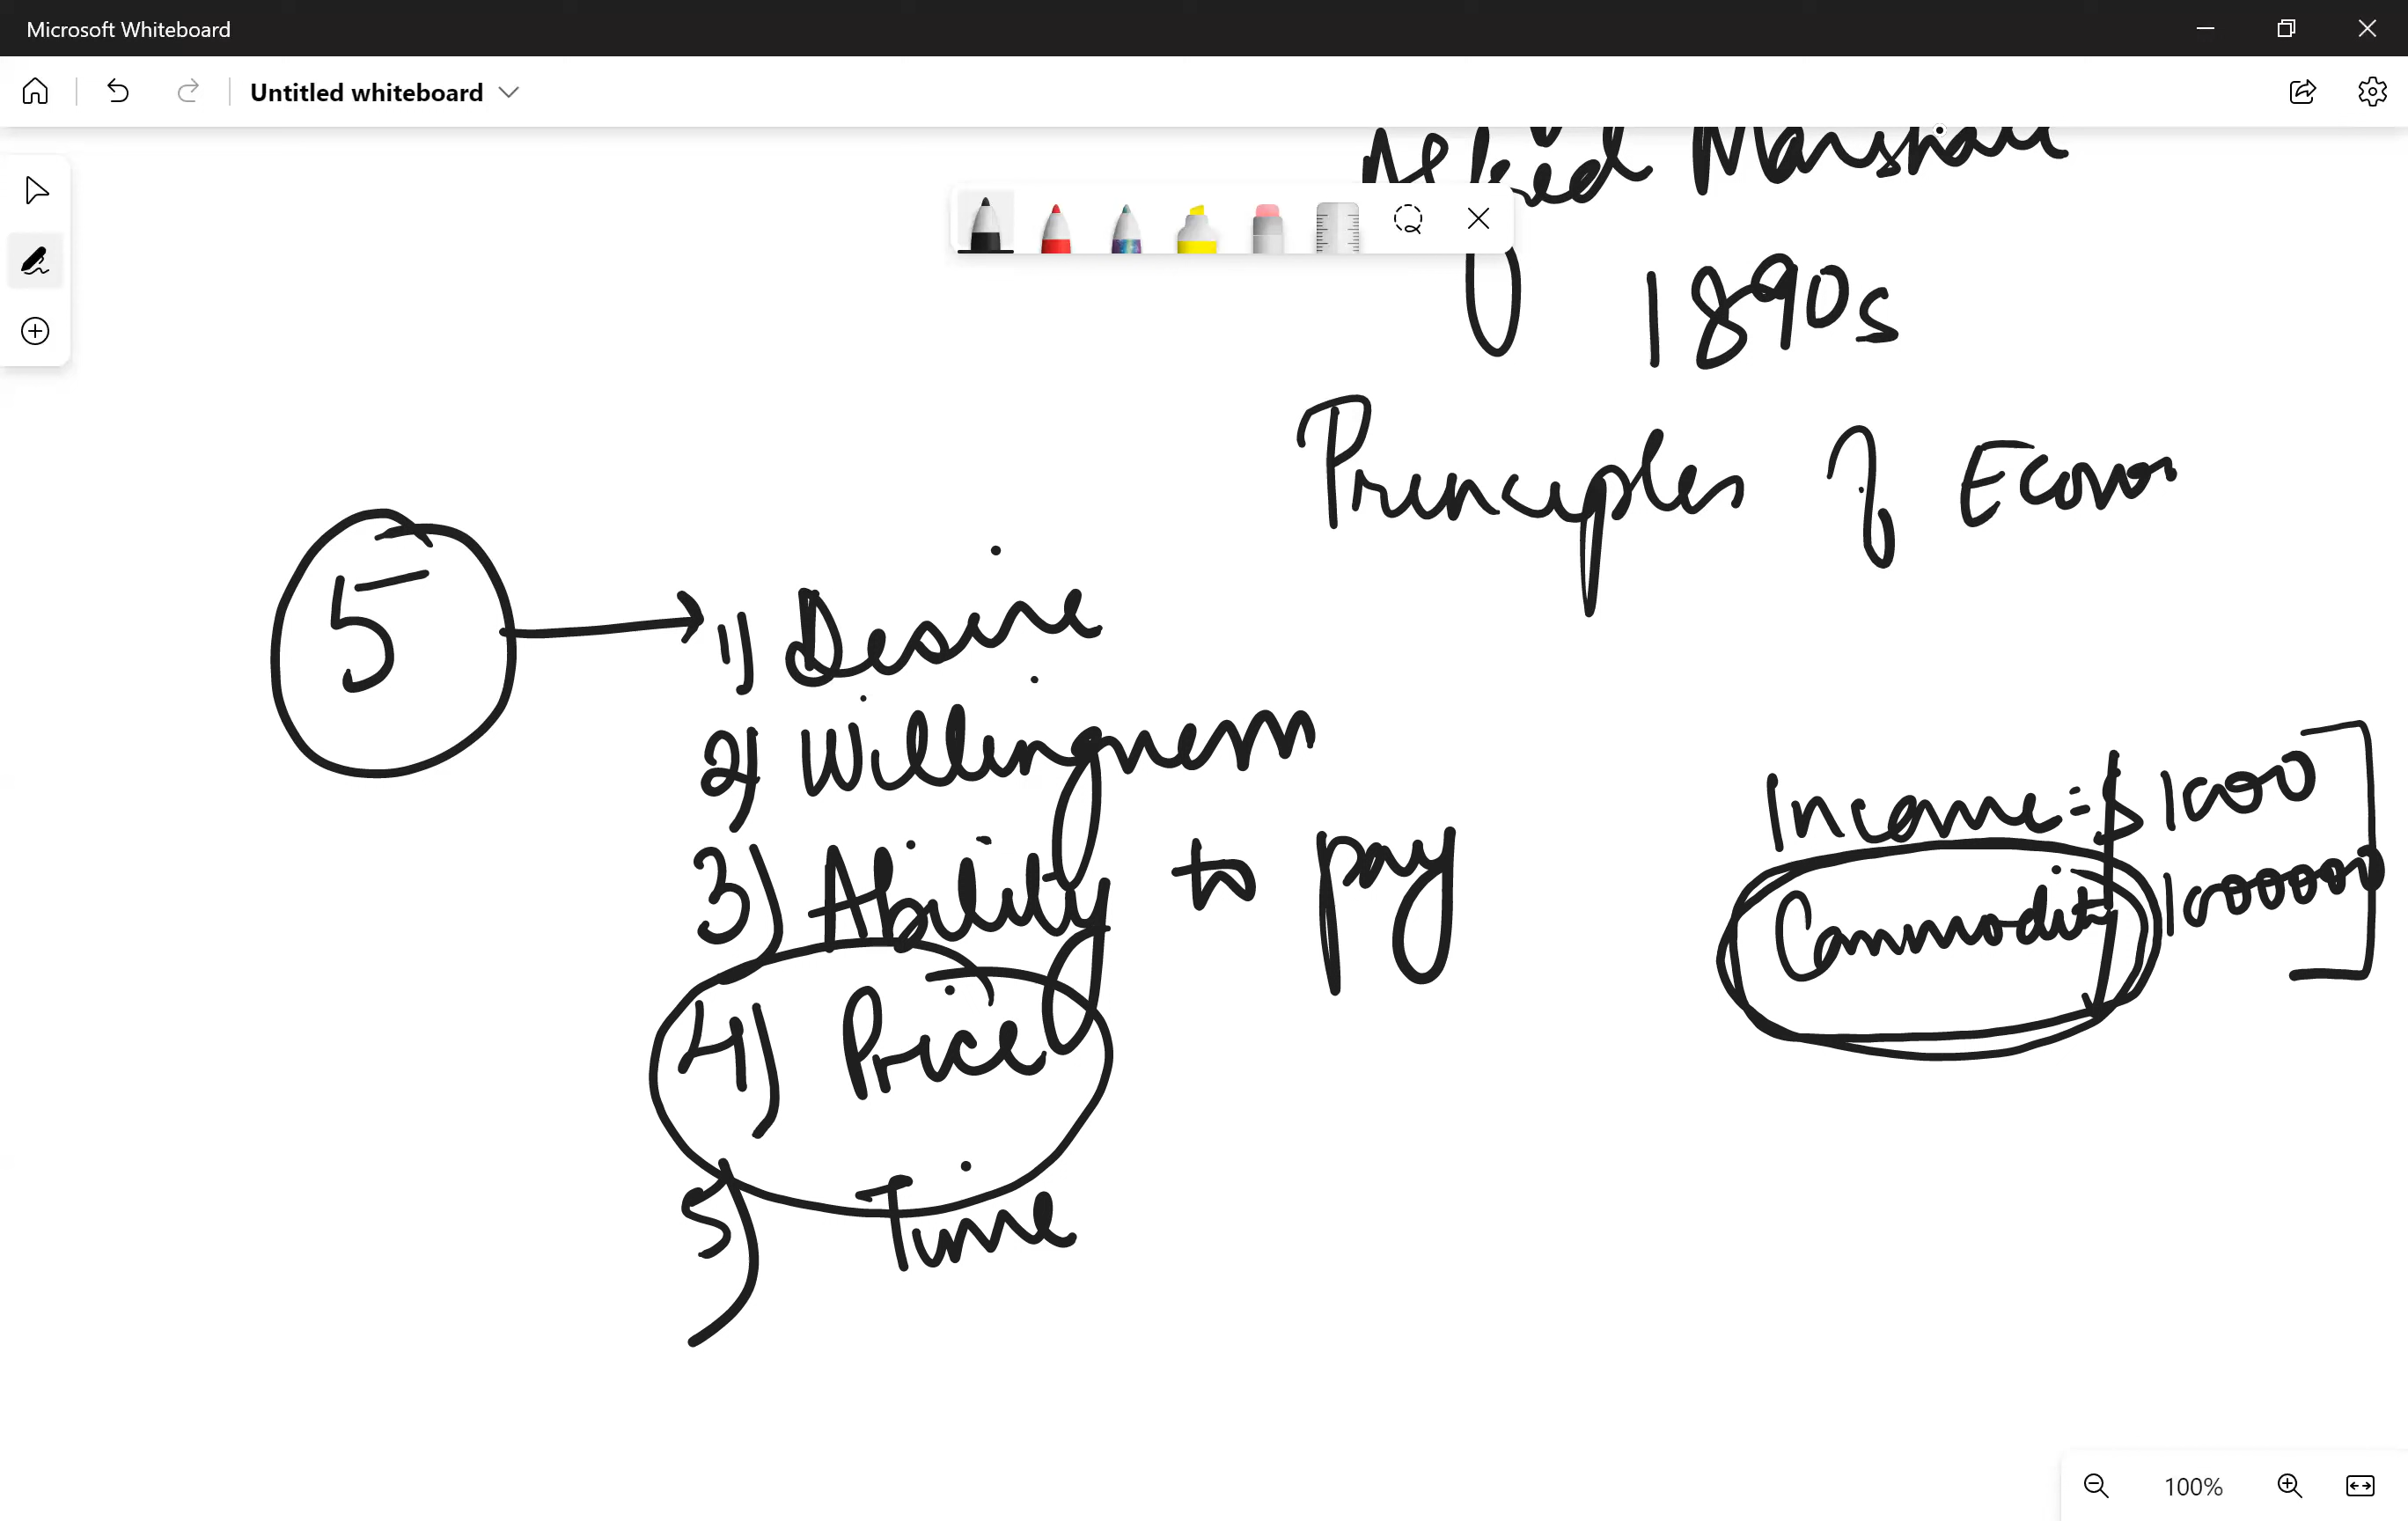 Microsoft Whiteboard
Untitled whiteboard
Alfred Marshall
1890s
Principles of Econo
5
1) Desire
2) Willingness
3) Ability to pay
4) Price
5) Time
Income = $ 1000
Commodity
100%